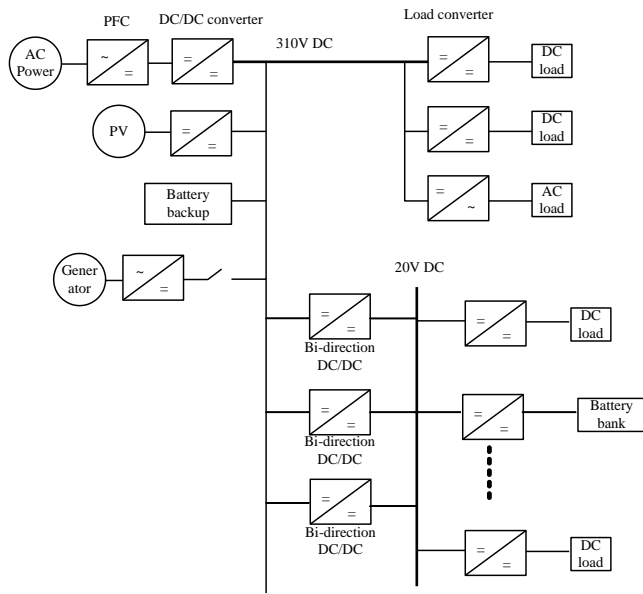 PFC
DC/DC converter
Load converter
310V DC
AC
Power
~
=
=
=
=
=
DC
load
PV
=
=
=
=
DC
load
Battery
backup
=
~
AC
load
Gener
ator
~
=
20V DC
=
=
Bi-direction
DC/DC
=
=
DC
load
=
=
Bi-direction
DC/DC
=
=
Battery
bank
=
=
Bi-direction
DC/DC
=
=
DC
load